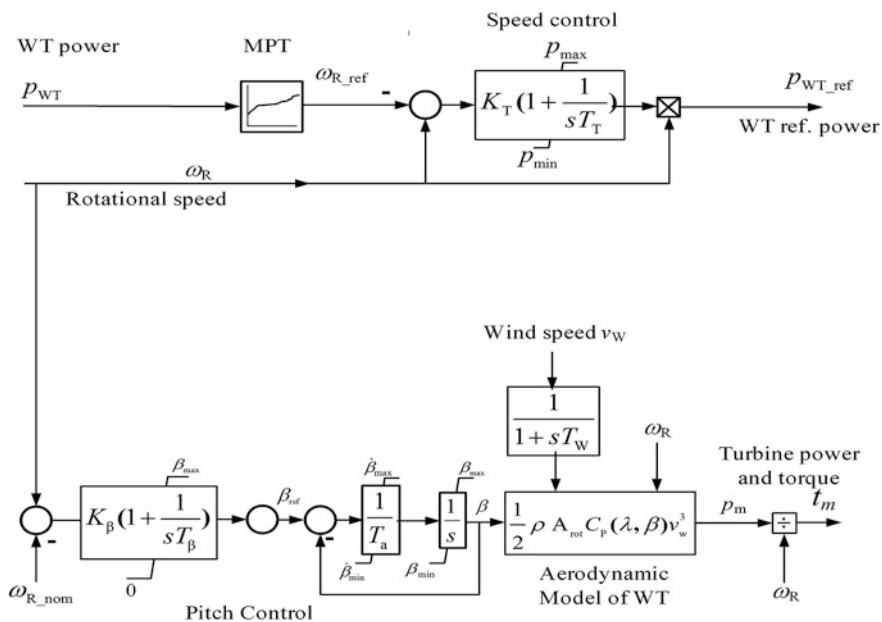 Speed control
WT power
MPT
p_WT
ω_R_ref
-
p_max
K_T(1 + 1/(sT_T))
p_min
p_WT_ref
WT ref. power
ω_R
Rotational speed
Wind speed v_W
1/(1 + sT_W)
ω_R
Turbine power
and torque
-
ω_R_nom
β_max
K_β(1 + 1/(sT_β))
0
β_ref
-
β̇_max
1/T_a
β̇_min
β_max
1/s
β_min
β
1/2 ρ A_rot C_P(λ, β)v_w^3
p_m
÷
t_m
ω_R
Pitch Control
Aerodynamic
Model of WT